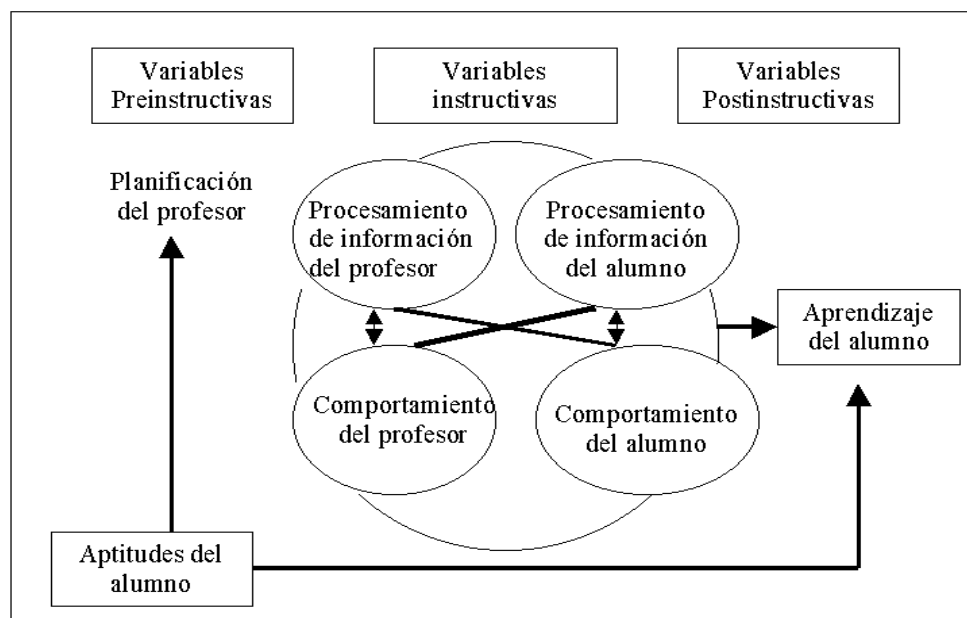 Variables
Preinstructivas
Variables
instructivas
Variables
Postinstructivas
Planificación
del profesor
Procesamiento
de información
del profesor
Procesamiento
de información
del alumno
Aprendizaje
del alumno
Comportamiento
del profesor
Comportamiento
del alumno
Aptitudes del
alumno